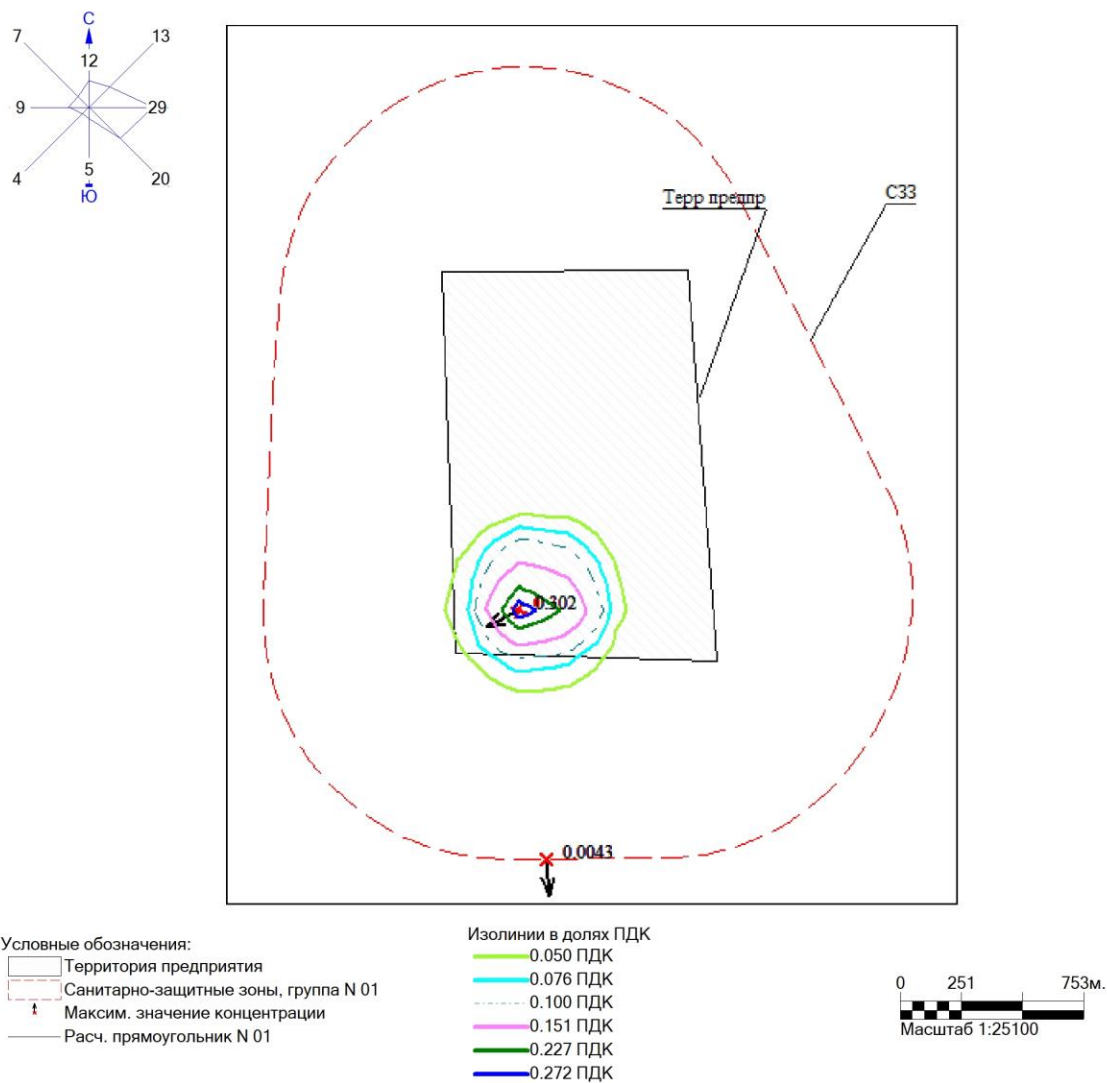 С
7
13
12
9
29
4
5
20
Ю
Терр предпр
СЗЗ
0.302
0.0043
Условные обозначения:
Территория предприятия
Санитарно-защитные зоны, группа N 01
Максим. значение концентрации
Расч. прямоугольник N 01
Изолинии в долях ПДК
0.050 ПДК
0.076 ПДК
0.100 ПДК
0.151 ПДК
0.227 ПДК
0.272 ПДК
0 251 753м.
Масштаб 1:25100